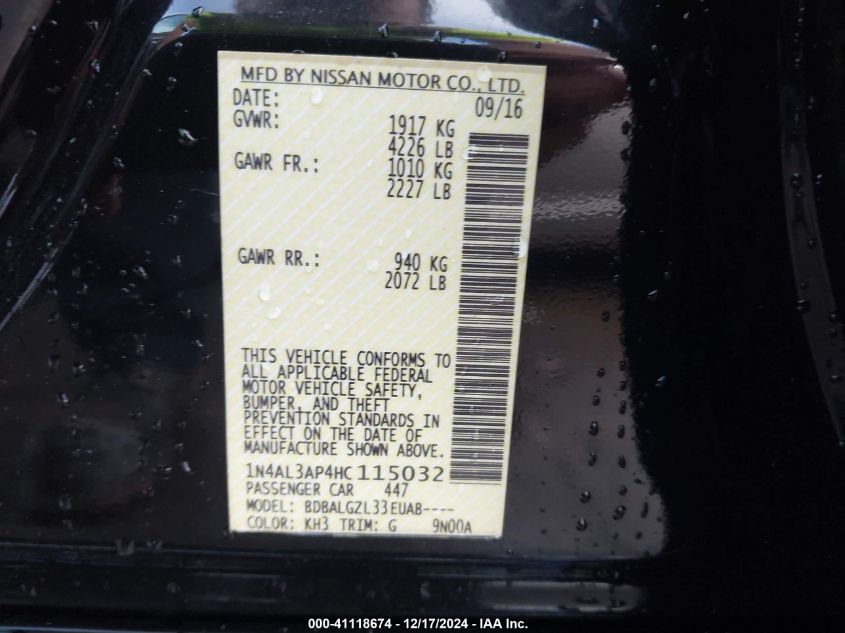 MFD BY NISSAN MOTOR CO., LTD.
DATE: 09/16
GVWR: 1917 KG
4226 LB
GAWR FR.: 1010 KG
2227 LB
GAWR RR.: 940 KG
2072 LB
THIS VEHICLE CONFORMS TO
ALL APPLICABLE FEDERAL
MOTOR VEHICLE SAFETY,
BUMPER, AND THEFT
PREVENTION STANDARDS IN
EFFECT ON THE DATE OF
MANUFACTURE SHOWN ABOVE.
1N4AL3AP4HC115032
PASSENGER CAR 447
MODEL: BDBALGZL33EUAB----
COLOR: KH3 TRIM: G 9N00A
000-41118674 - 12/17/2024 - IAA Inc.